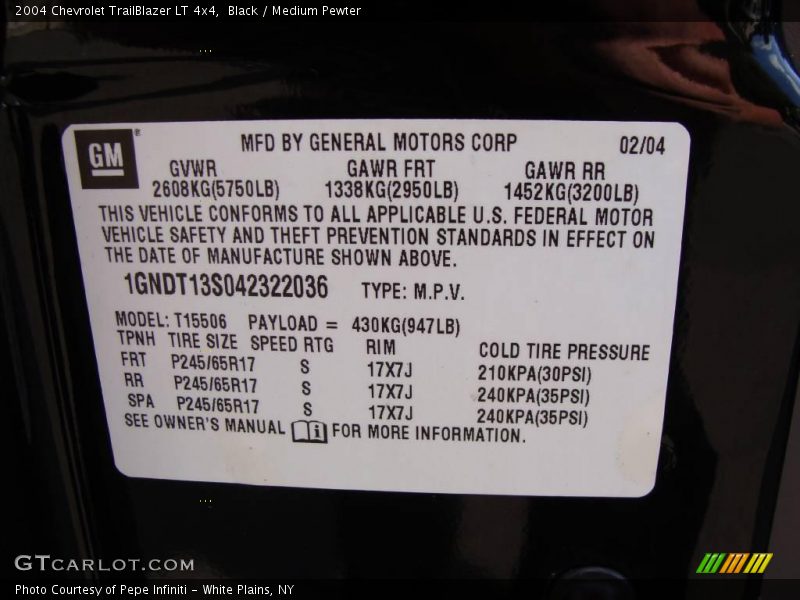 2004 Chevrolet TrailBlazer LT 4x4,  Black / Medium Pewter
GM ®
MFD BY GENERAL MOTORS CORP 02/04
GVWR GAWR FRT GAWR RR
2608KG(5750LB) 1338KG(2950LB) 1452KG(3200LB)
THIS VEHICLE CONFORMS TO ALL APPLICABLE U.S. FEDERAL MOTOR
VEHICLE SAFETY AND THEFT PREVENTION STANDARDS IN EFFECT ON
THE DATE OF MANUFACTURE SHOWN ABOVE.
1GNDT13S042322036 TYPE: M.P.V.
MODEL: T15506 PAYLOAD = 430KG(947LB)
TPNH TIRE SIZE SPEED RTG RIM COLD TIRE PRESSURE
FRT P245/65R17 S 17X7J 210KPA(30PSI)
RR P245/65R17 S 17X7J 240KPA(35PSI)
SPA P245/65R17 S 17X7J 240KPA(35PSI)
SEE OWNER'S MANUAL i FOR MORE INFORMATION.
GTCARLOT.COM
Photo Courtesy of Pepe Infiniti - White Plains, NY